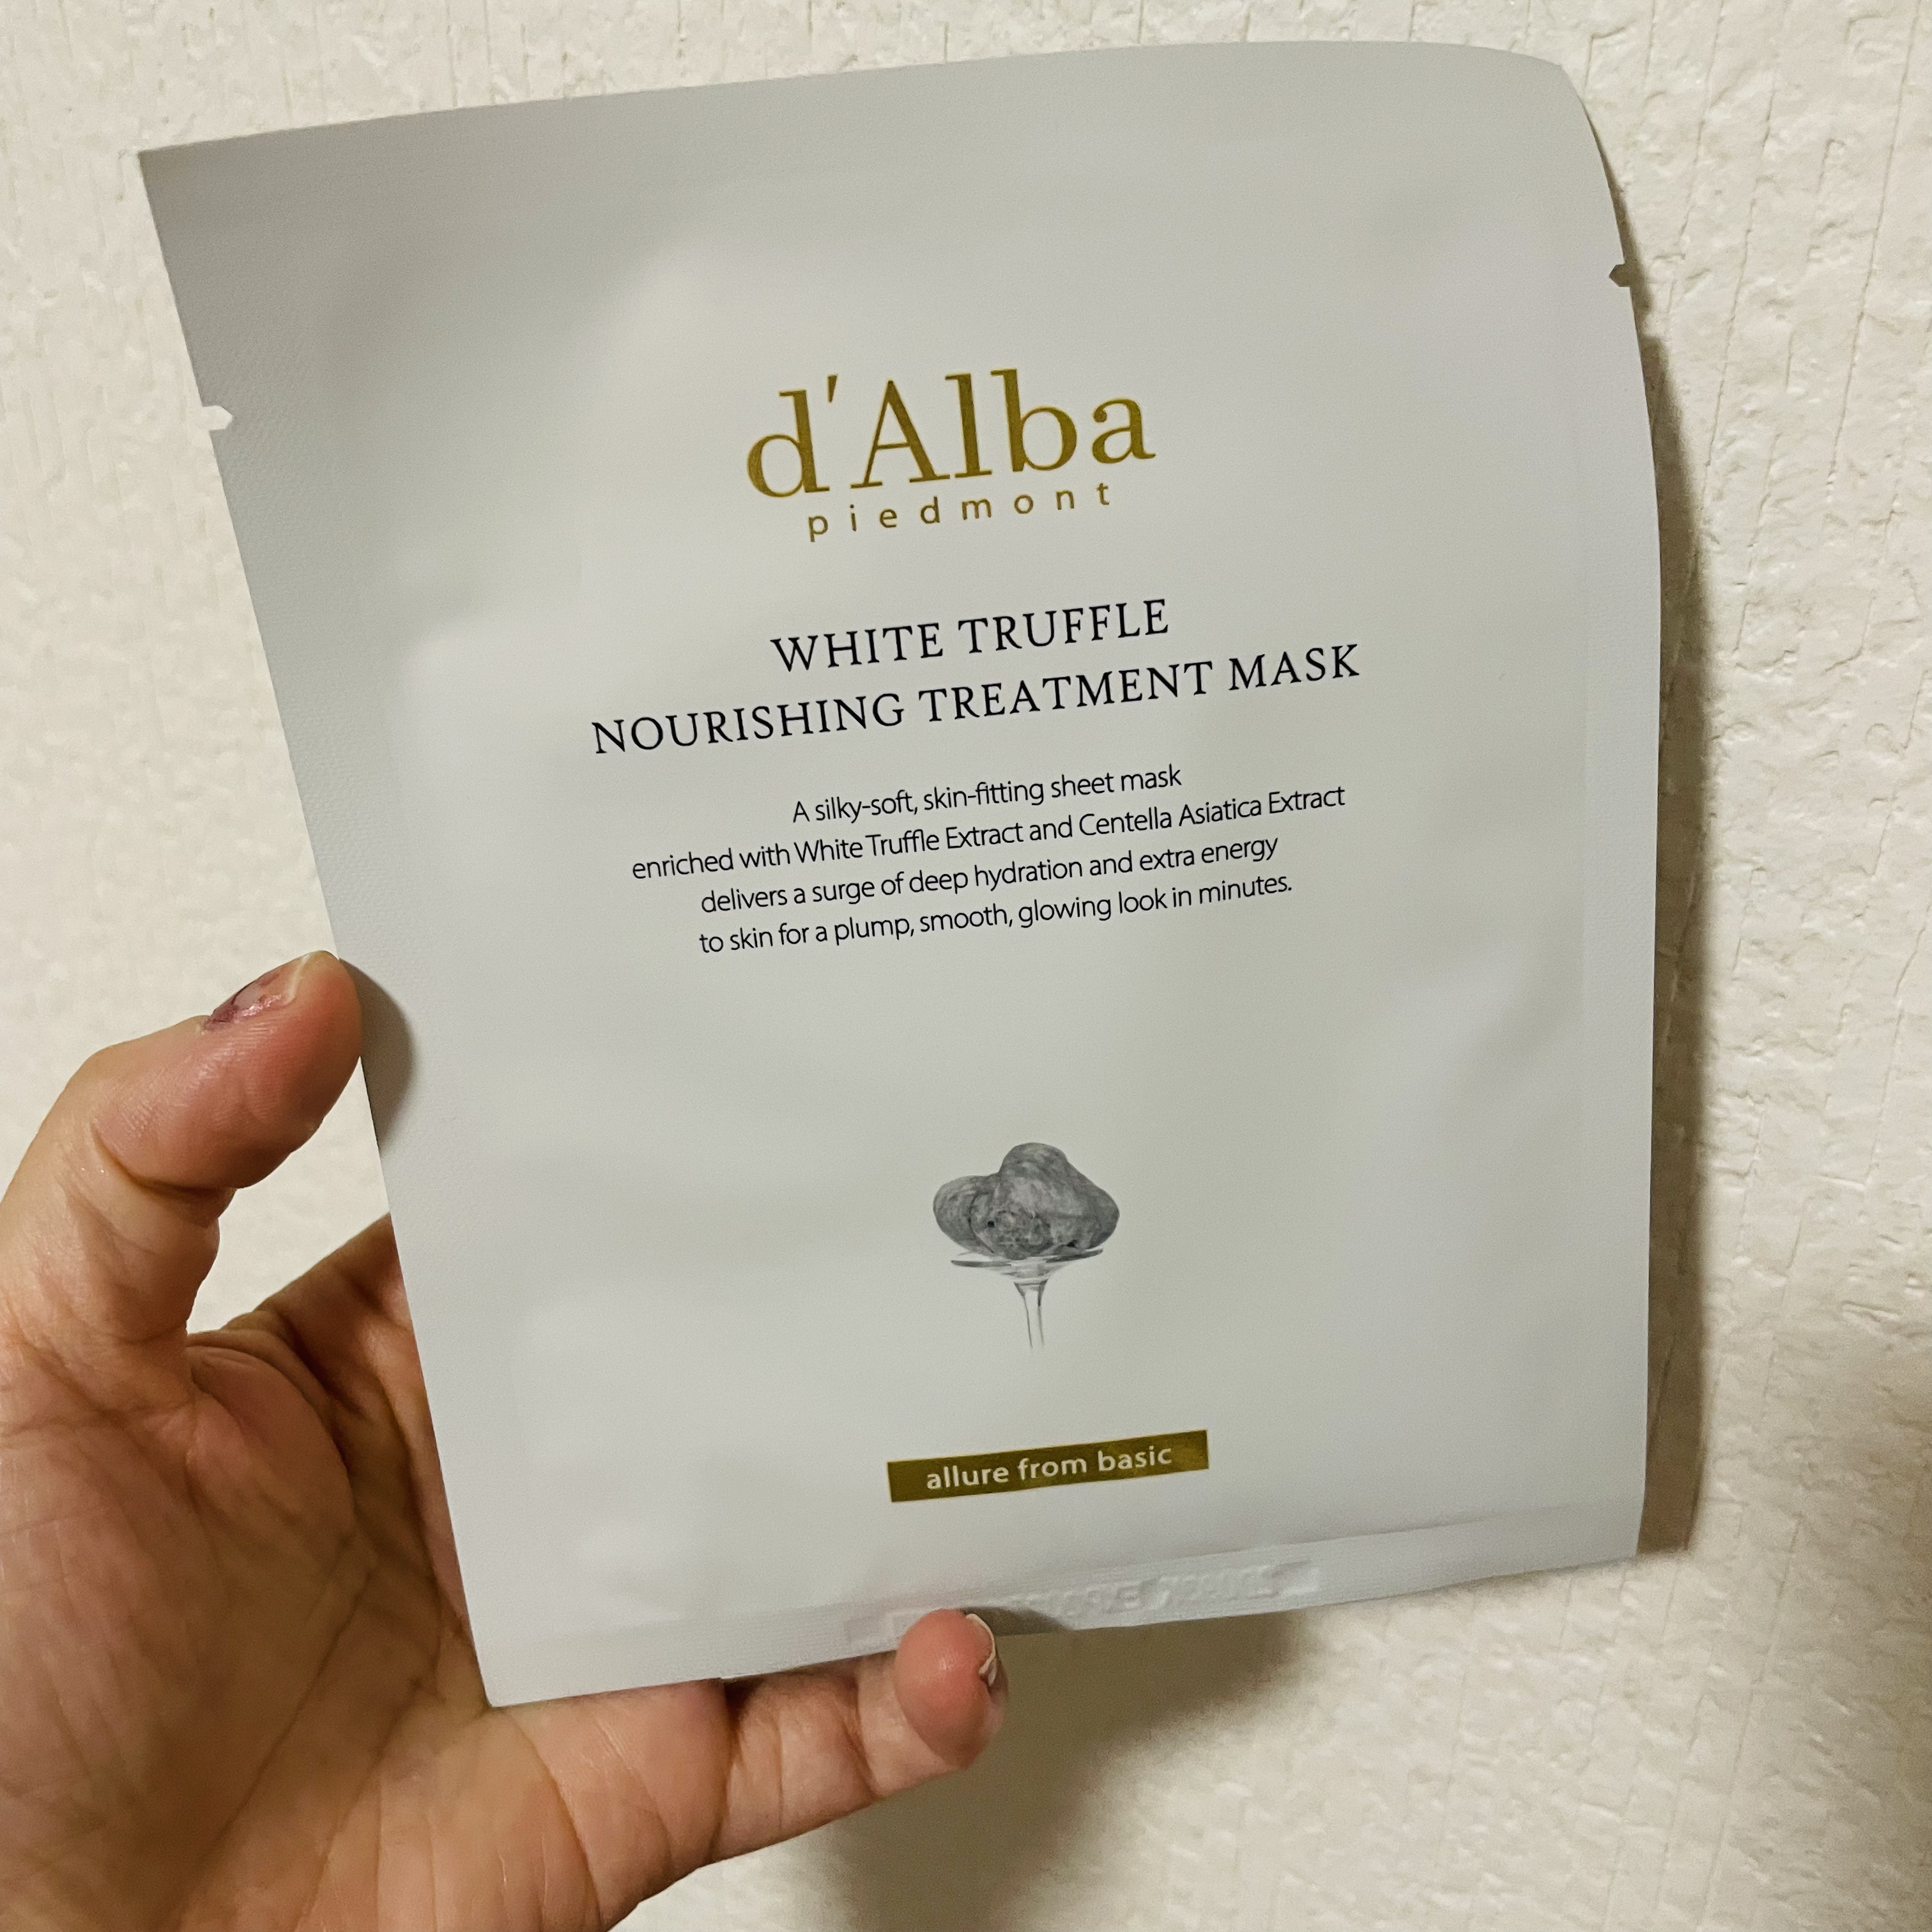 d'Alba
piedmont
WHITE TRUFFLE
NOURISHING TREATMENT MASK
A silky-soft, skin-fitting sheet mask
enriched with White Truffle Extract and Centella Asiatica Extract
delivers a surge of deep hydration and extra energy
to skin for a plump, smooth, glowing look in minutes.
allure from basic